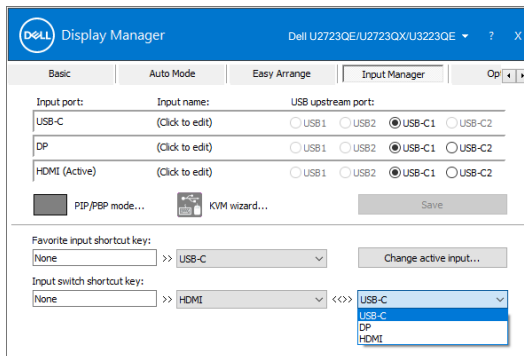 DELL Display Manager Dell U2723QE/U2723QX/U3223QE ? X
Basic Auto Mode Easy Arrange Input Manager Op
Input port: Input name: USB upstream port:
USB-C (Click to edit) USB1 USB2 USB-C1 USB-C2
DP (Click to edit) USB1 USB2 USB-C1 USB-C2
HDMI (Active) (Click to edit) USB1 USB2 USB-C1 USB-C2
PIP/PBP mode... KVM wizard... Save
Favorite input shortcut key:
None >> USB-C Change active input...
Input switch shortcut key:
None >> HDMI <<>> USB-C
USB-C
DP
HDMI